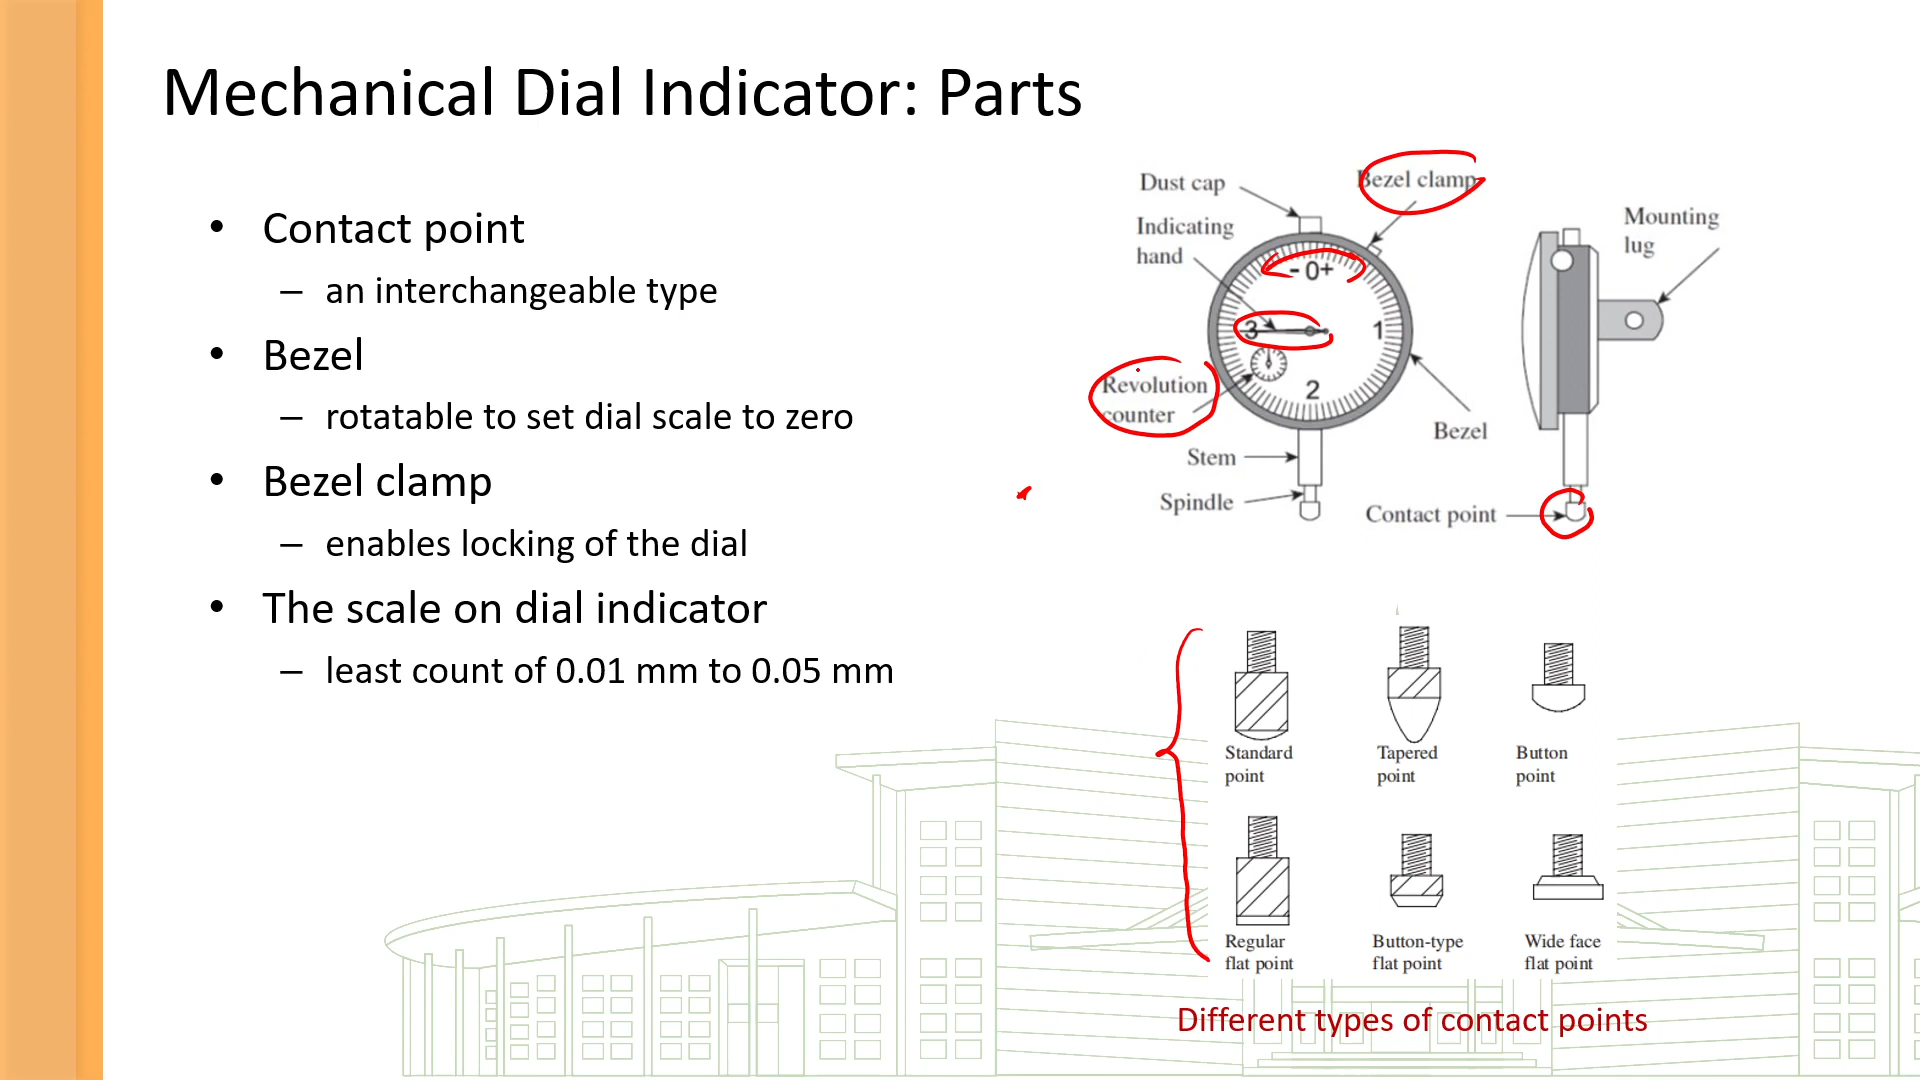 Mechanical Dial Indicator: Parts
• Contact point
– an interchangeable type
• Bezel
– rotatable to set dial scale to zero
• Bezel clamp
– enables locking of the dial
• The scale on dial indicator
– least count of 0.01 mm to 0.05 mm
Dust cap
Bezel clamp
Indicating
hand
Mounting
lug
- 0+
3
1
2
Revolution
counter
Bezel
Stem
Spindle
Contact point
Standard
point
Tapered
point
Button
point
Regular
flat point
Button-type
flat point
Wide face
flat point
Different types of contact points